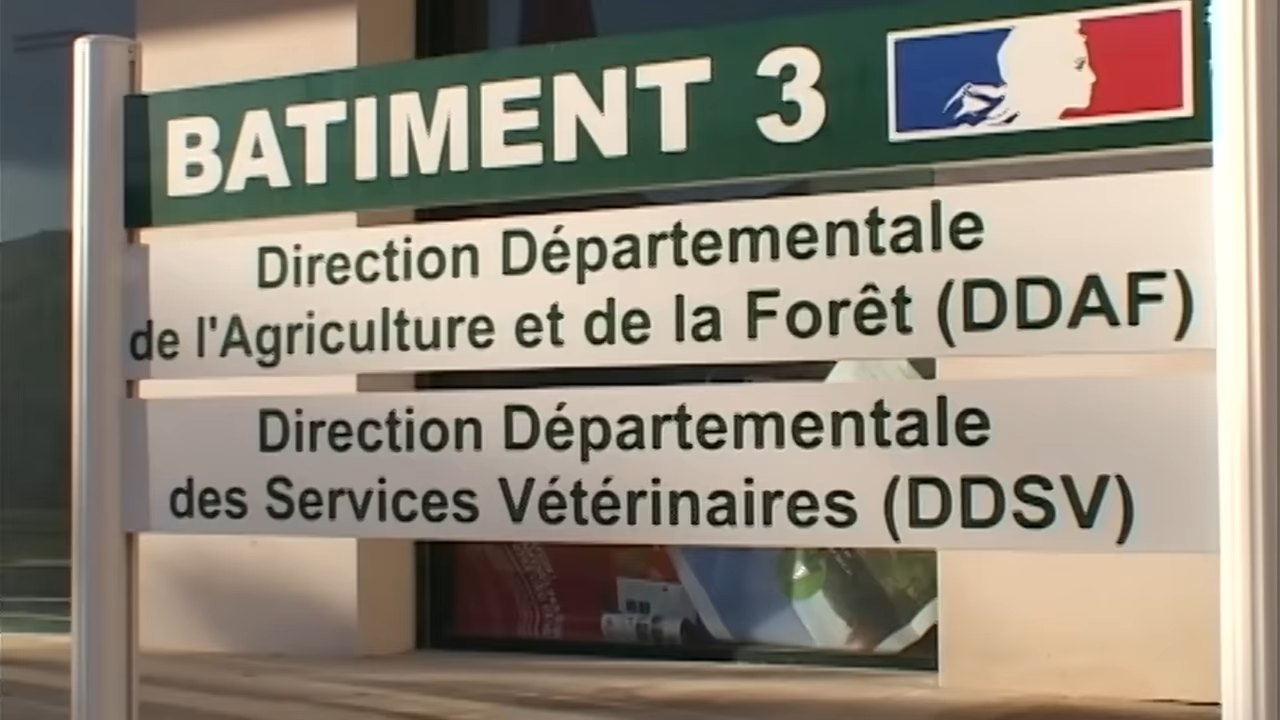 BATIMENT 3
Direction Départementale
de l'Agriculture et de la Forêt (DDAF)
Direction Départementale
des Services Vétérinaires (DDSV)